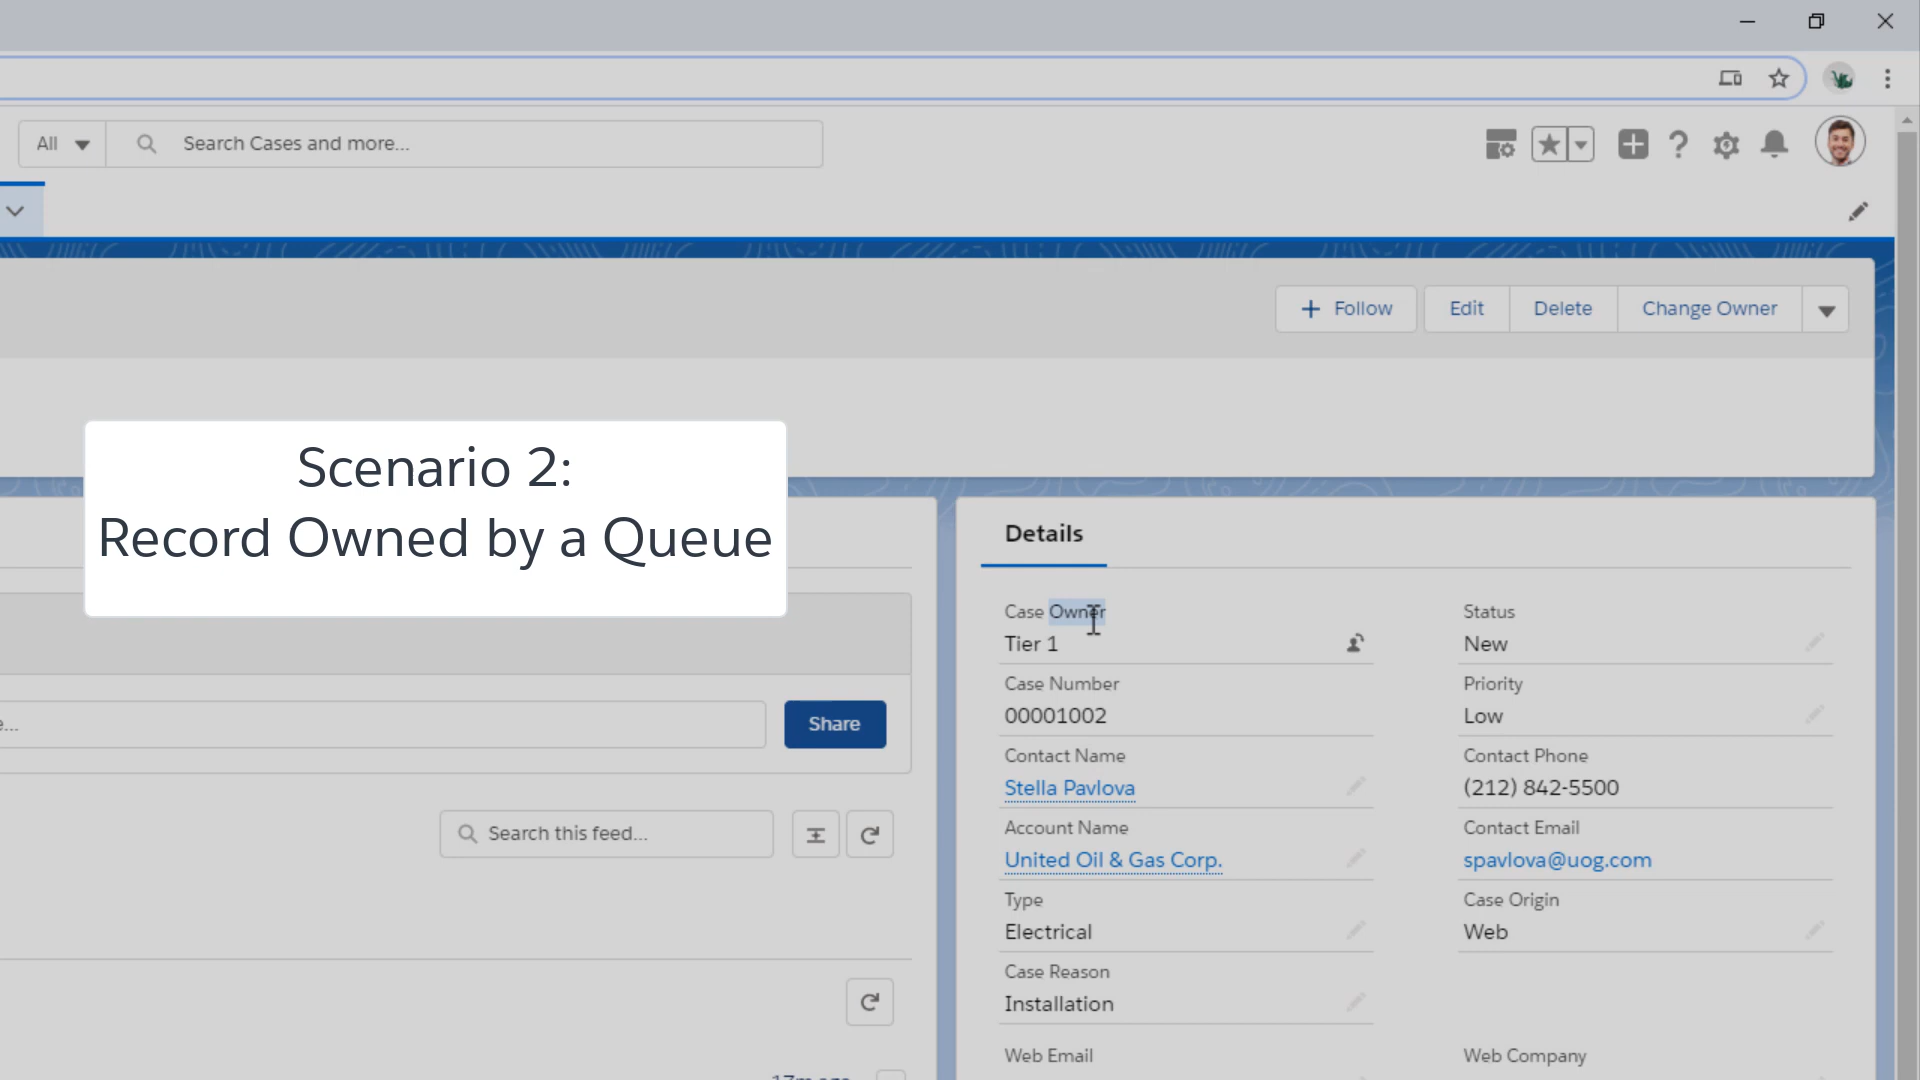 All
Search Cases and more...
Follow
Edit
Delete
Change Owner
Scenario 2:
Record Owned by a Queue
e...
Share
Search this feed...
Details
Case Owner
Tier 1
Status
New
Case Number
00001002
Priority
Low
Contact Name
Stella Pavlova
Contact Phone
(212) 842-5500
Account Name
United Oil & Gas Corp.
Contact Email
spavlova@uog.com
Type
Electrical
Case Origin
Web
Case Reason
Installation
Web Email
Web Company